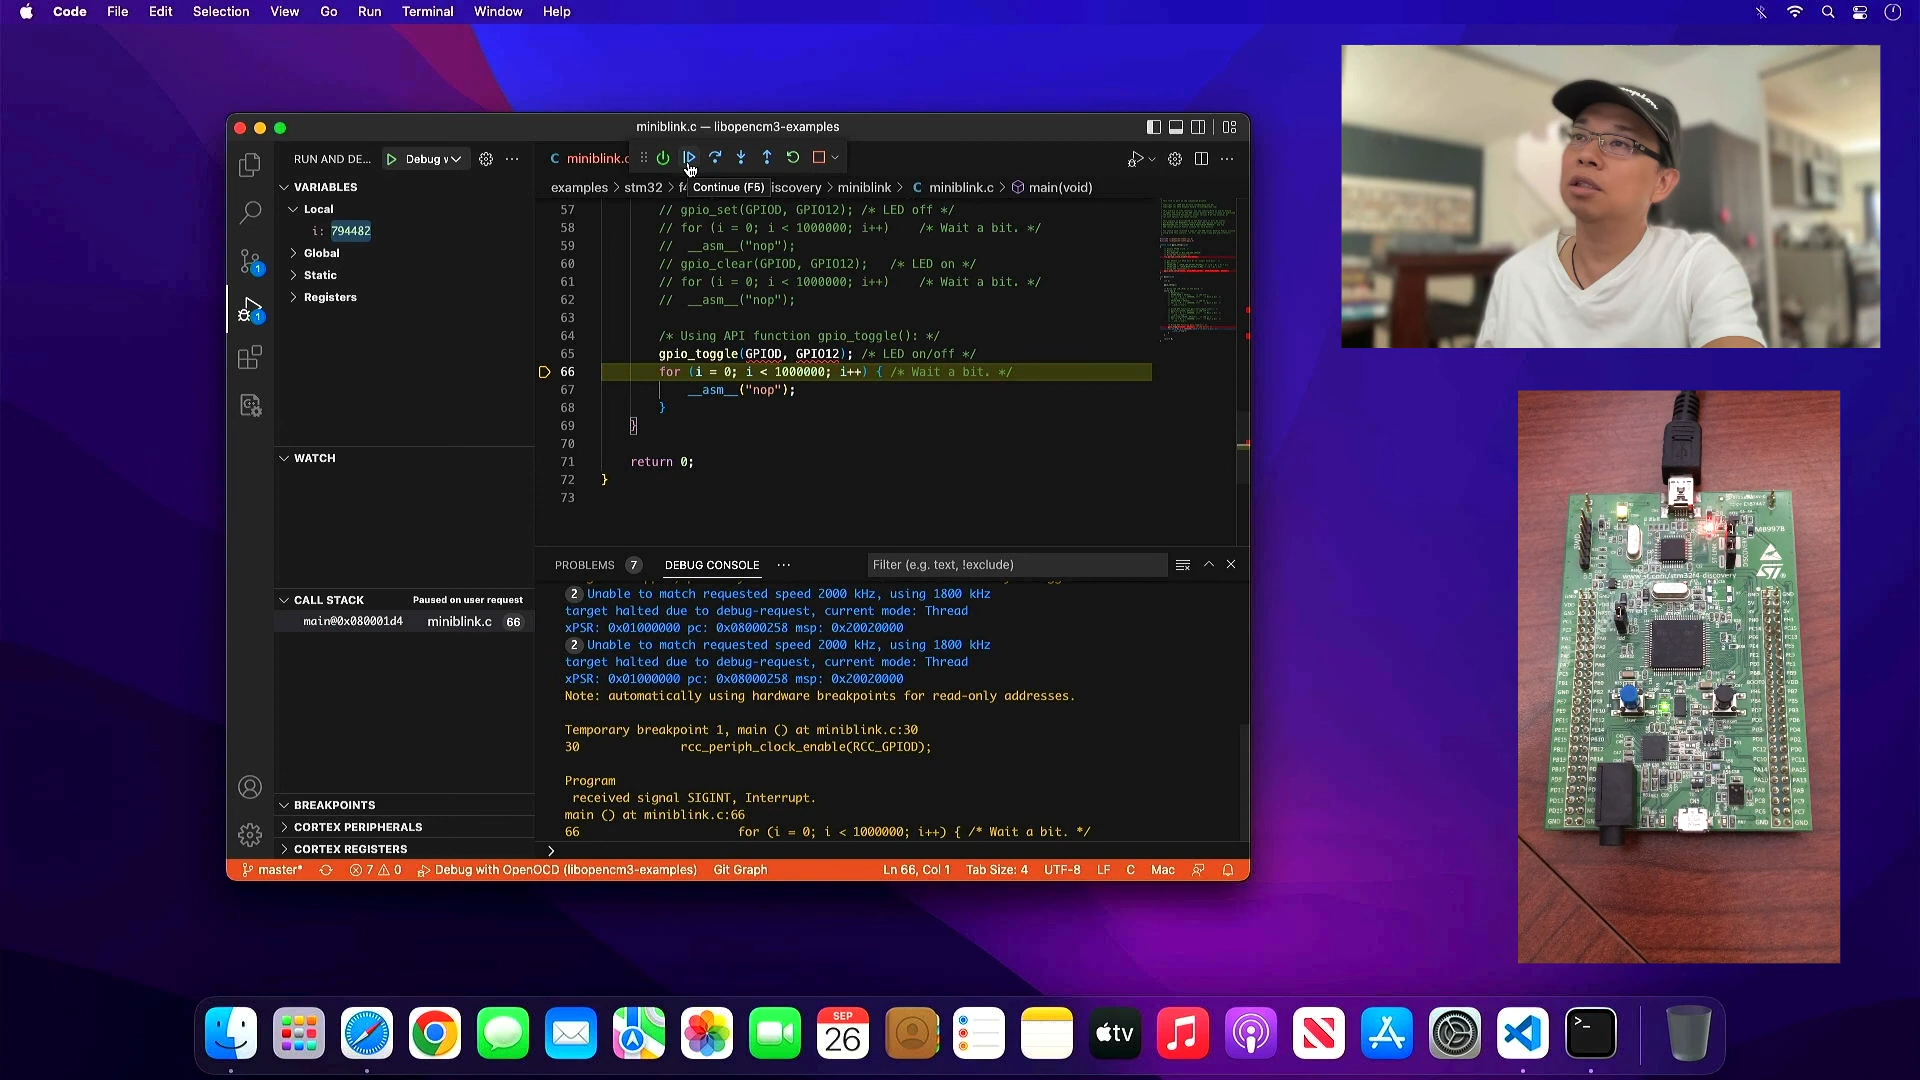 Code File Edit Selection View Go Run Terminal Window Help
miniblink.c — libopencm3-examples
RUN AND DE... Debug
miniblink.c
Continue (F5)
examples > stm32 > f4 iscovery > miniblink > C miniblink.c > main(void)
VARIABLES
Local
i: 794482
Global
Static
Registers
57 // gpio_set(GPIOD, GPIO12); /* LED off */
58 // for (i = 0; i < 1000000; i++) /* Wait a bit. */
59 // __asm__("nop");
60 // gpio_clear(GPIOD, GPIO12); /* LED on */
61 // for (i = 0; i < 1000000; i++) /* Wait a bit. */
62 // __asm__("nop");
63
64 /* Using API function gpio_toggle(): */
65 gpio_toggle(GPIOD, GPIO12); /* LED on/off */
66 for (i = 0; i < 1000000; i++) { /* Wait a bit. */
67 __asm__("nop");
68 }
69 }
70
71 return 0;
72 }
73
WATCH
CALL STACK Paused on user request
main@0x080001d4 miniblink.c 66
BREAKPOINTS
CORTEX PERIPHERALS
CORTEX REGISTERS
PROBLEMS 7 DEBUG CONSOLE ... Filter (e.g. text, !exclude)
2 Unable to match requested speed 2000 kHz, using 1800 kHz
target halted due to debug-request, current mode: Thread
xPSR: 0x01000000 pc: 0x08000258 msp: 0x20020000
2 Unable to match requested speed 2000 kHz, using 1800 kHz
target halted due to debug-request, current mode: Thread
xPSR: 0x01000000 pc: 0x08000258 msp: 0x20020000
Note: automatically using hardware breakpoints for read-only addresses.
Temporary breakpoint 1, main () at miniblink.c:30
30 rcc_periph_clock_enable(RCC_GPIOD);
Program
received signal SIGINT, Interrupt.
main () at miniblink.c:66
66 for (i = 0; i < 1000000; i++) { /* Wait a bit. */
master* 7 0 Debug with OpenOCD (libopencm3-examples) Git Graph Ln 66, Col 1 Tab Size: 4 UTF-8 LF C Mac
MB997B
www.st.com/stm32f4-discovery
SEP
26
tv